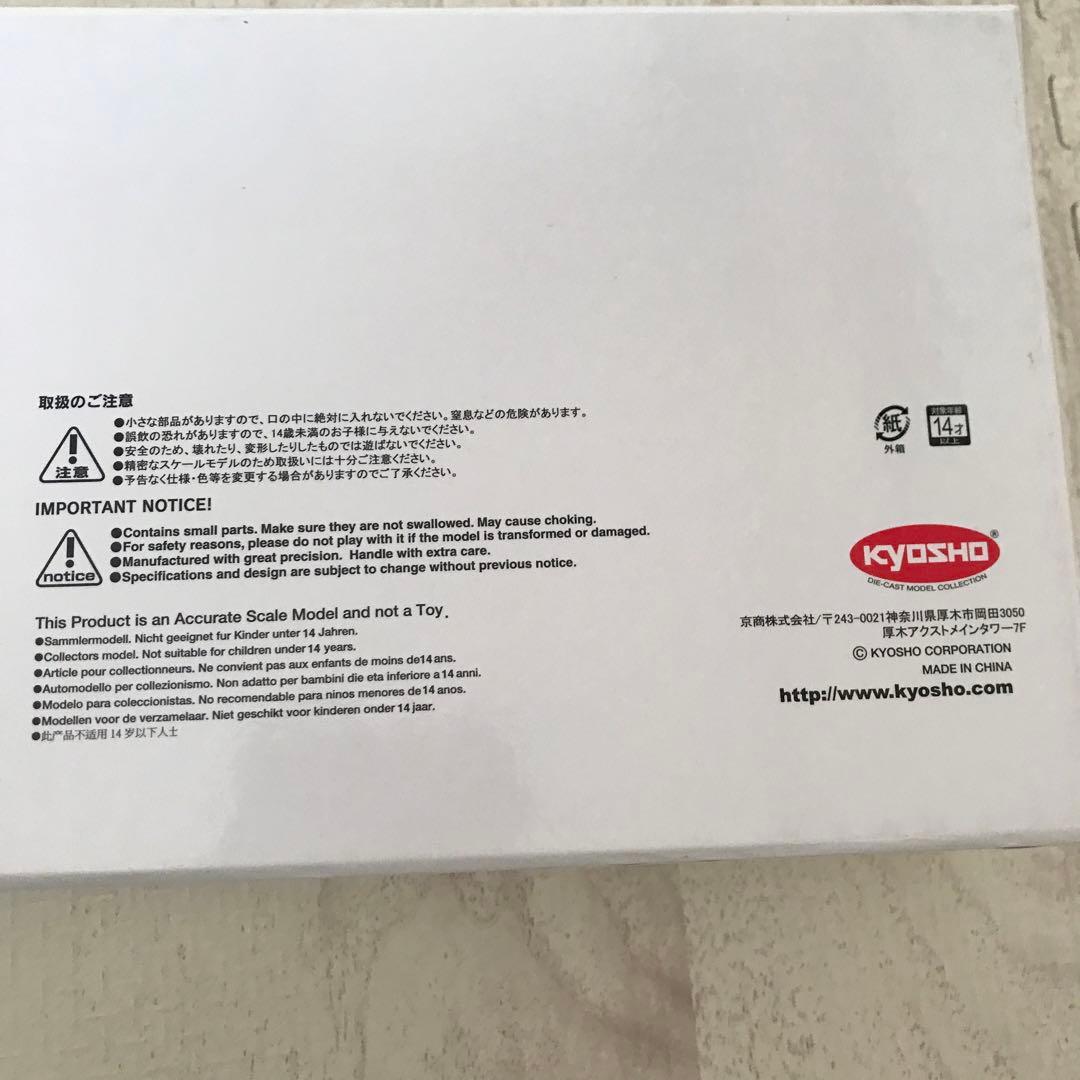 取扱のご注意
●小さな部品がありますので、口の中に絶対に入れないでください。窒息などの危険があります。
●誤飲の恐れがありますので、14歳未満のお子様に与えないでください。
●安全のため、壊れたり、変形したりしたものでは遊ばないでください。
●精密なスケールモデルのため取扱いには十分ご注意ください。
●予告なく仕様・色等を変更する場合がありますのでご了承ください。
注意
IMPORTANT NOTICE!
●Contains small parts. Make sure they are not swallowed. May cause choking.
●For safety reasons, please do not play with it if the model is transformed or damaged.
●Manufactured with great precision. Handle with extra care.
●Specifications and design are subject to change without previous notice.
notice
This Product is an Accurate Scale Model and not a Toy.
●Sammlermodell. Nicht geeignet fur Kinder unter 14 Jahren.
●Collectors model. Not suitable for children under 14 years.
●Article pour collectionneurs. Ne convient pas aux enfants de moins de14 ans.
●Automodello per collezionismo. Non adatto per bambini die eta inferiore a 14 anni.
●Modelo para coleccionistas. No recomendable para ninos menores de 14 anos.
●Modellen voor de verzamelaar. Niet geschikt voor kinderen onder 14 jaar.
●此产品不适用 14 岁以下人士
紙
外箱
対象年齢
14才
以上
KYOSHO®
DIE-CAST MODEL COLLECTION
京商株式会社/〒243-0021神奈川県厚木市岡田3050
厚木アクストメインタワー7F
© KYOSHO CORPORATION
MADE IN CHINA
http://www.kyosho.com